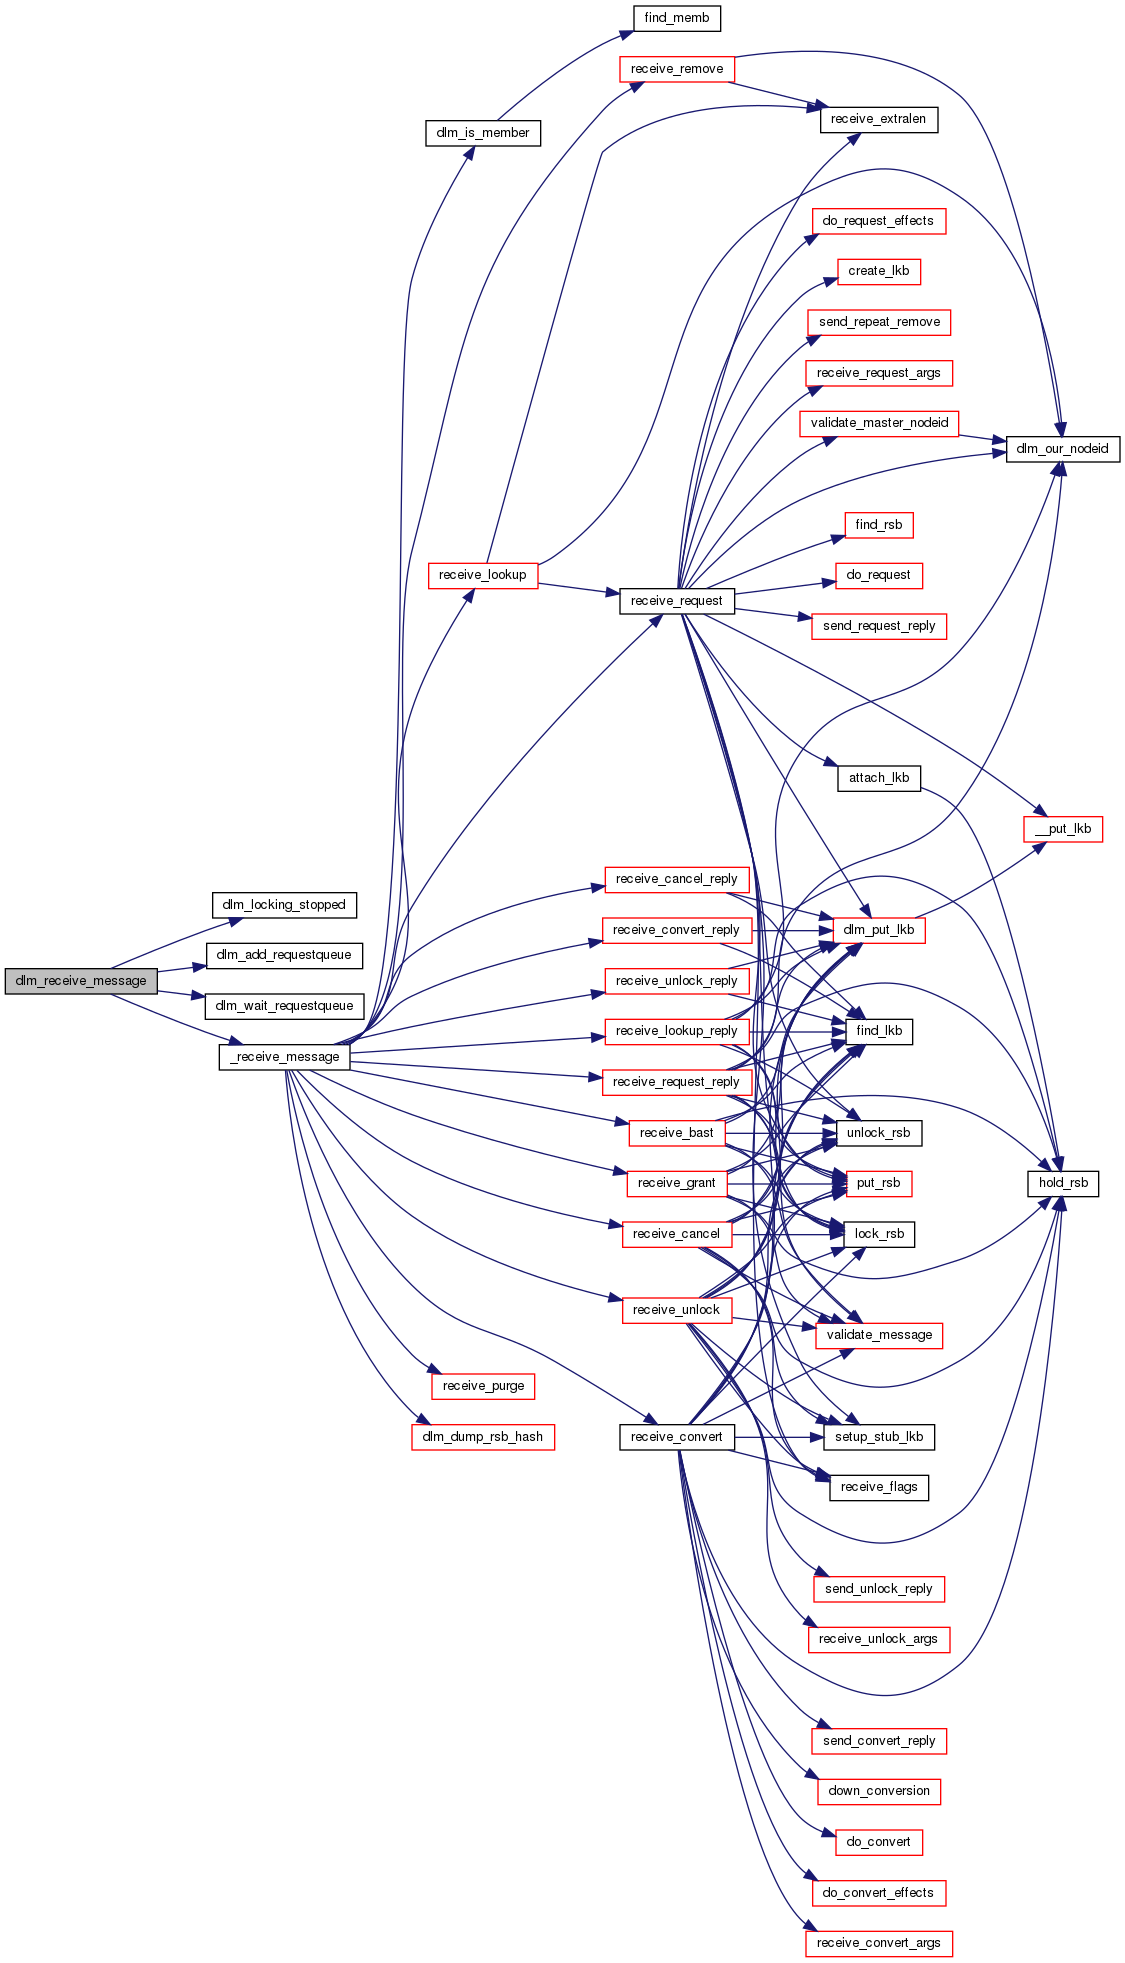 find_memb
receive_remove
receive_extralen
dlm_is_member
do_request_effects
create_lkb
send_repeat_remove
receive_request_args
validate_master_nodeid
dlm_our_nodeid
find_rsb
receive_lookup
do_request
receive_request
send_request_reply
attach_lkb
__put_lkb
receive_cancel_reply
dlm_locking_stopped
receive_convert_reply
dlm_put_lkb
dlm_add_requestqueue
dlm_receive_message
receive_unlock_reply
dlm_wait_requestqueue
receive_lookup_reply
find_lkb
_receive_message
receive_request_reply
receive_bast
unlock_rsb
receive_grant
put_rsb
hold_rsb
receive_cancel
lock_rsb
receive_unlock
validate_message
receive_purge
dlm_dump_rsb_hash
receive_convert
setup_stub_lkb
receive_flags
send_unlock_reply
receive_unlock_args
send_convert_reply
down_conversion
do_convert
do_convert_effects
receive_convert_args